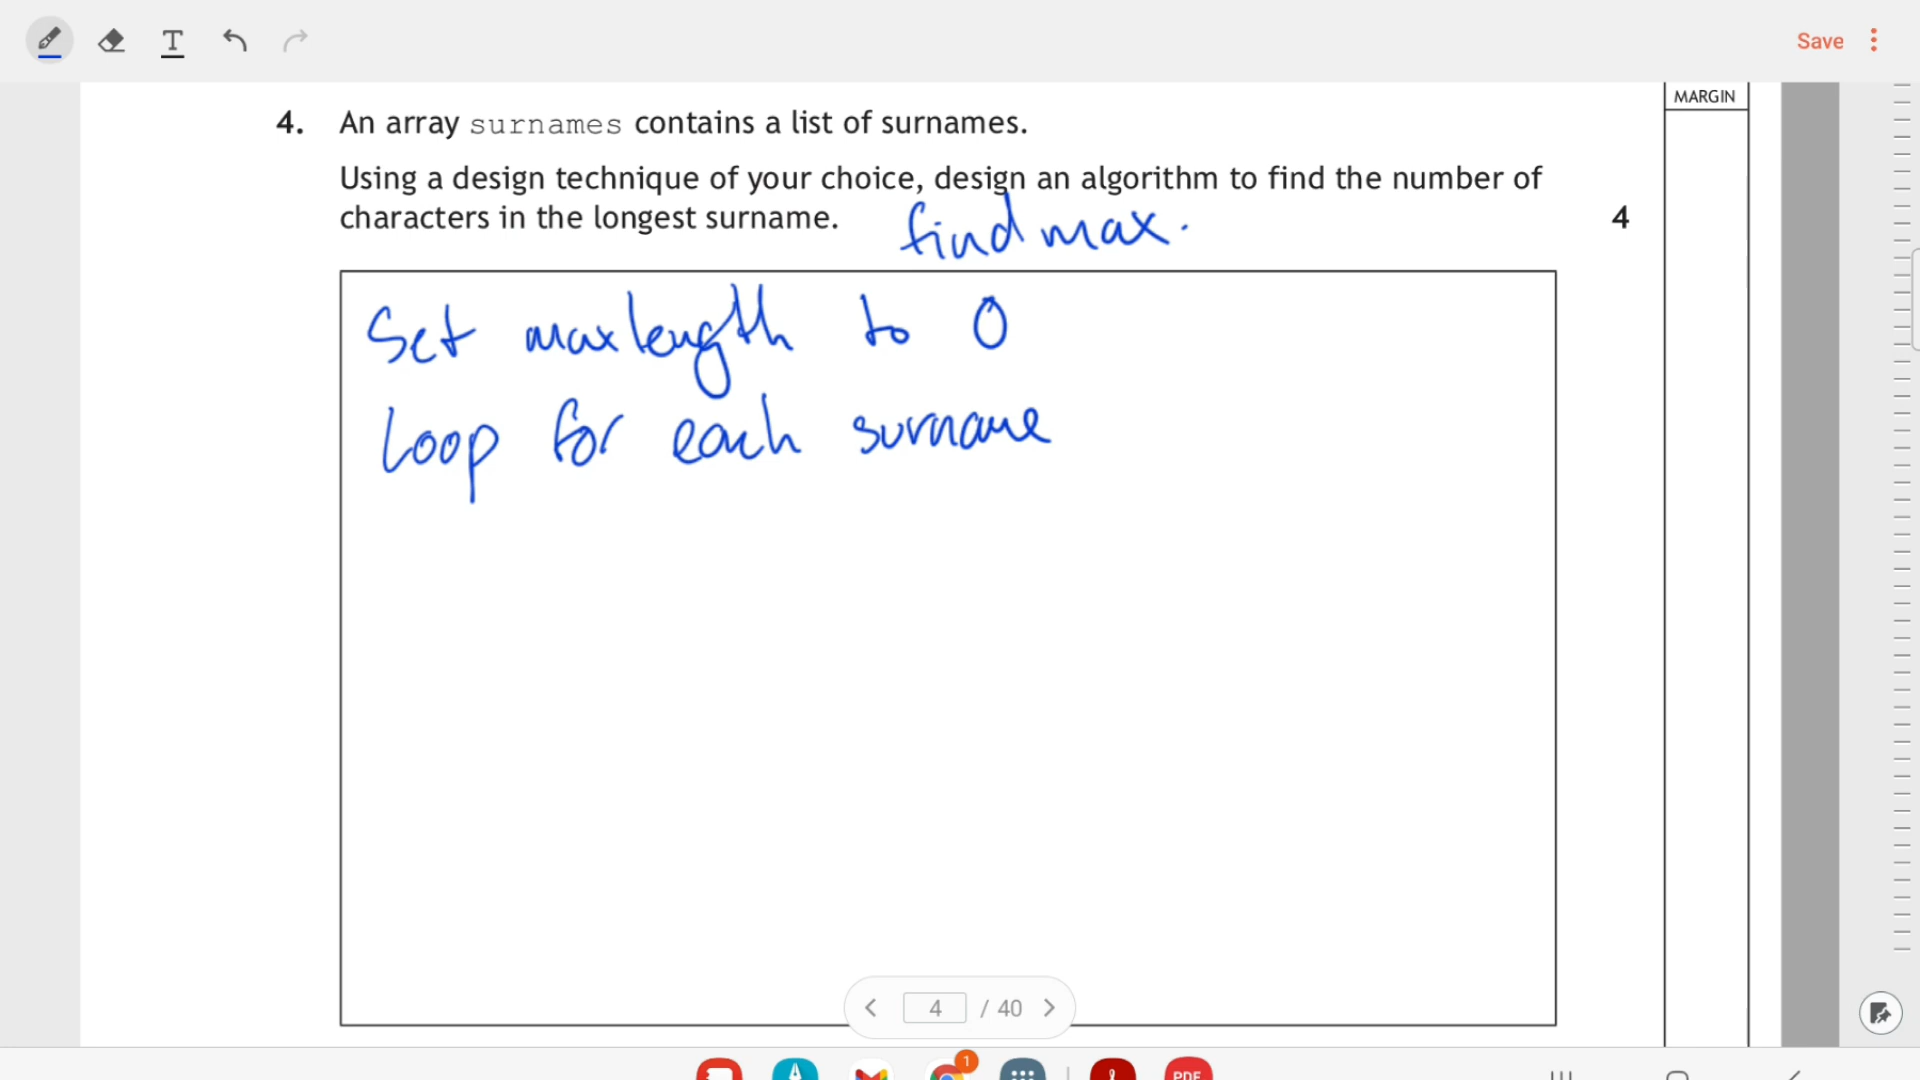 T
Save
MARGIN
4. An array surnames contains a list of surnames.
Using a design technique of your choice, design an algorithm to find the number of
characters in the longest surname.
4
find max.
Set maxlength to 0
Loop for each surname
4 / 40
1
PDF